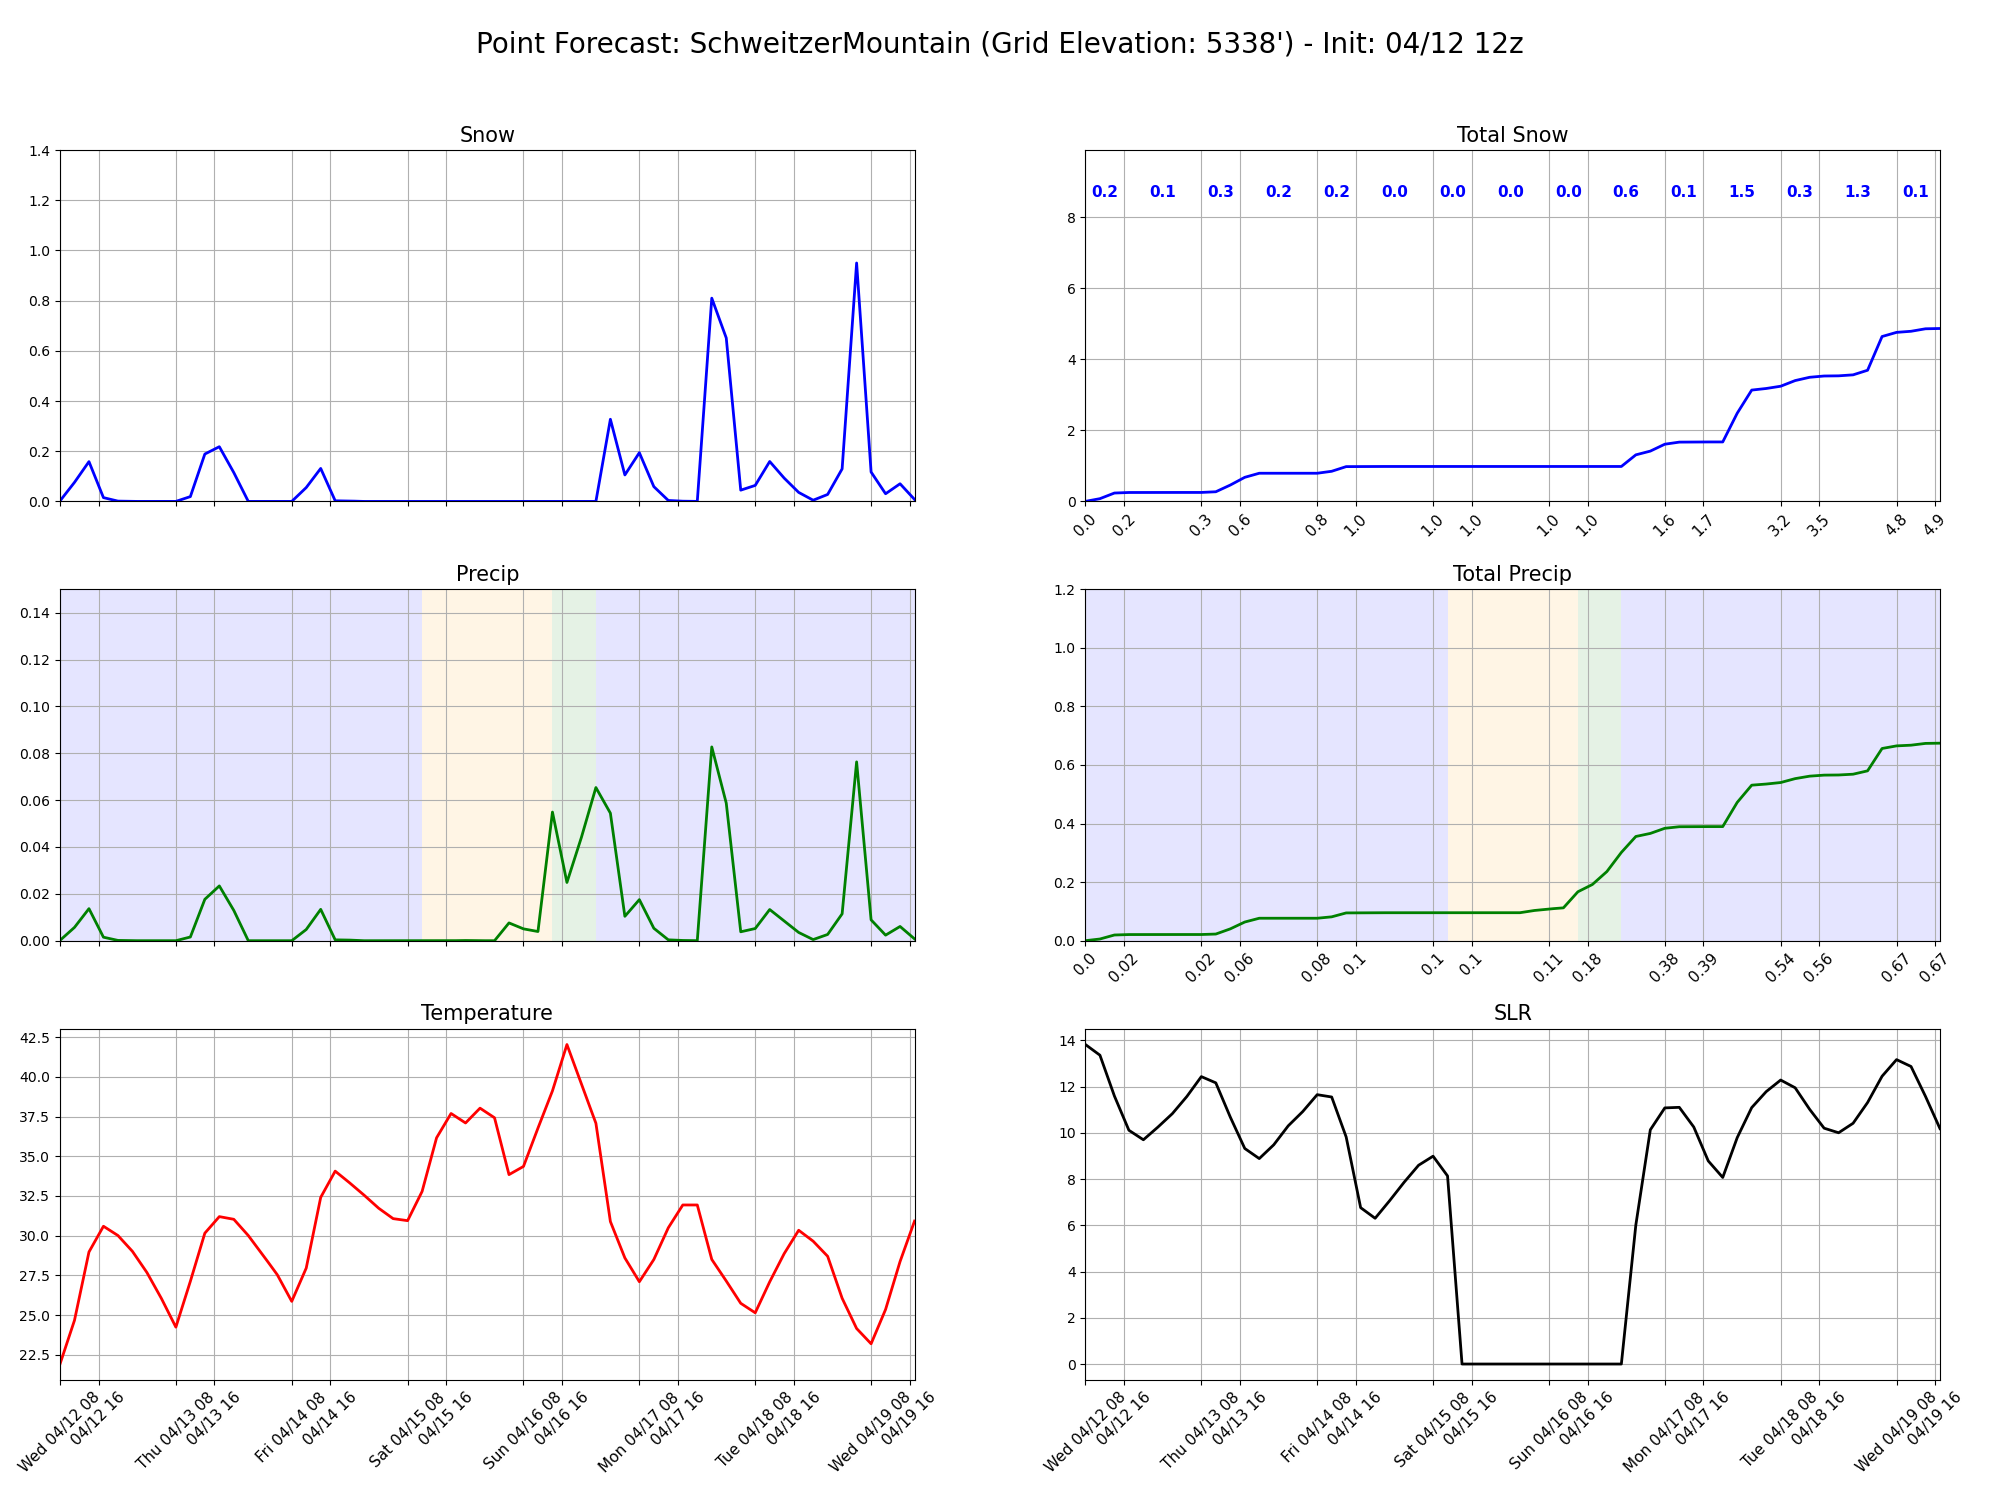 Point Forecast: SchweitzerMountain (Grid Elevation: 5338') - Init: 04/12 12z
Snow
1.4
1.2
1.0
0.8
0.6
0.4
0.2
0.0
Total Snow
0.2 0.1 0.3 0.2 0.2 0.0 0.0 0.0 0.0 0.6 0.1 1.5 0.3 1.3 0.1
8
6
4
2
0
0.0 0.2 0.3 0.6 0.8 1.0 1.0 1.0 1.0 1.0 1.6 1.7 3.2 3.5 4.8 4.9
Precip
0.14
0.12
0.10
0.08
0.06
0.04
0.02
0.00
Total Precip
1.2
1.0
0.8
0.6
0.4
0.2
0.0
0.0 0.02 0.02 0.06 0.08 0.1 0.1 0.1 0.11 0.18 0.38 0.39 0.54 0.56 0.67 0.67
Temperature
42.5
40.0
37.5
35.0
32.5
30.0
27.5
25.0
22.5
Wed 04/12 08
04/12 16
Thu 04/13 08
04/13 16
Fri 04/14 08
04/14 16
Sat 04/15 08
04/15 16
Sun 04/16 08
04/16 16
Mon 04/17 08
04/17 16
Tue 04/18 08
04/18 16
Wed 04/19 08
04/19 16
SLR
14
12
10
8
6
4
2
0
Wed 04/12 08
04/12 16
Thu 04/13 08
04/13 16
Fri 04/14 08
04/14 16
Sat 04/15 08
04/15 16
Sun 04/16 08
04/16 16
Mon 04/17 08
04/17 16
Tue 04/18 08
04/18 16
Wed 04/19 08
04/19 16